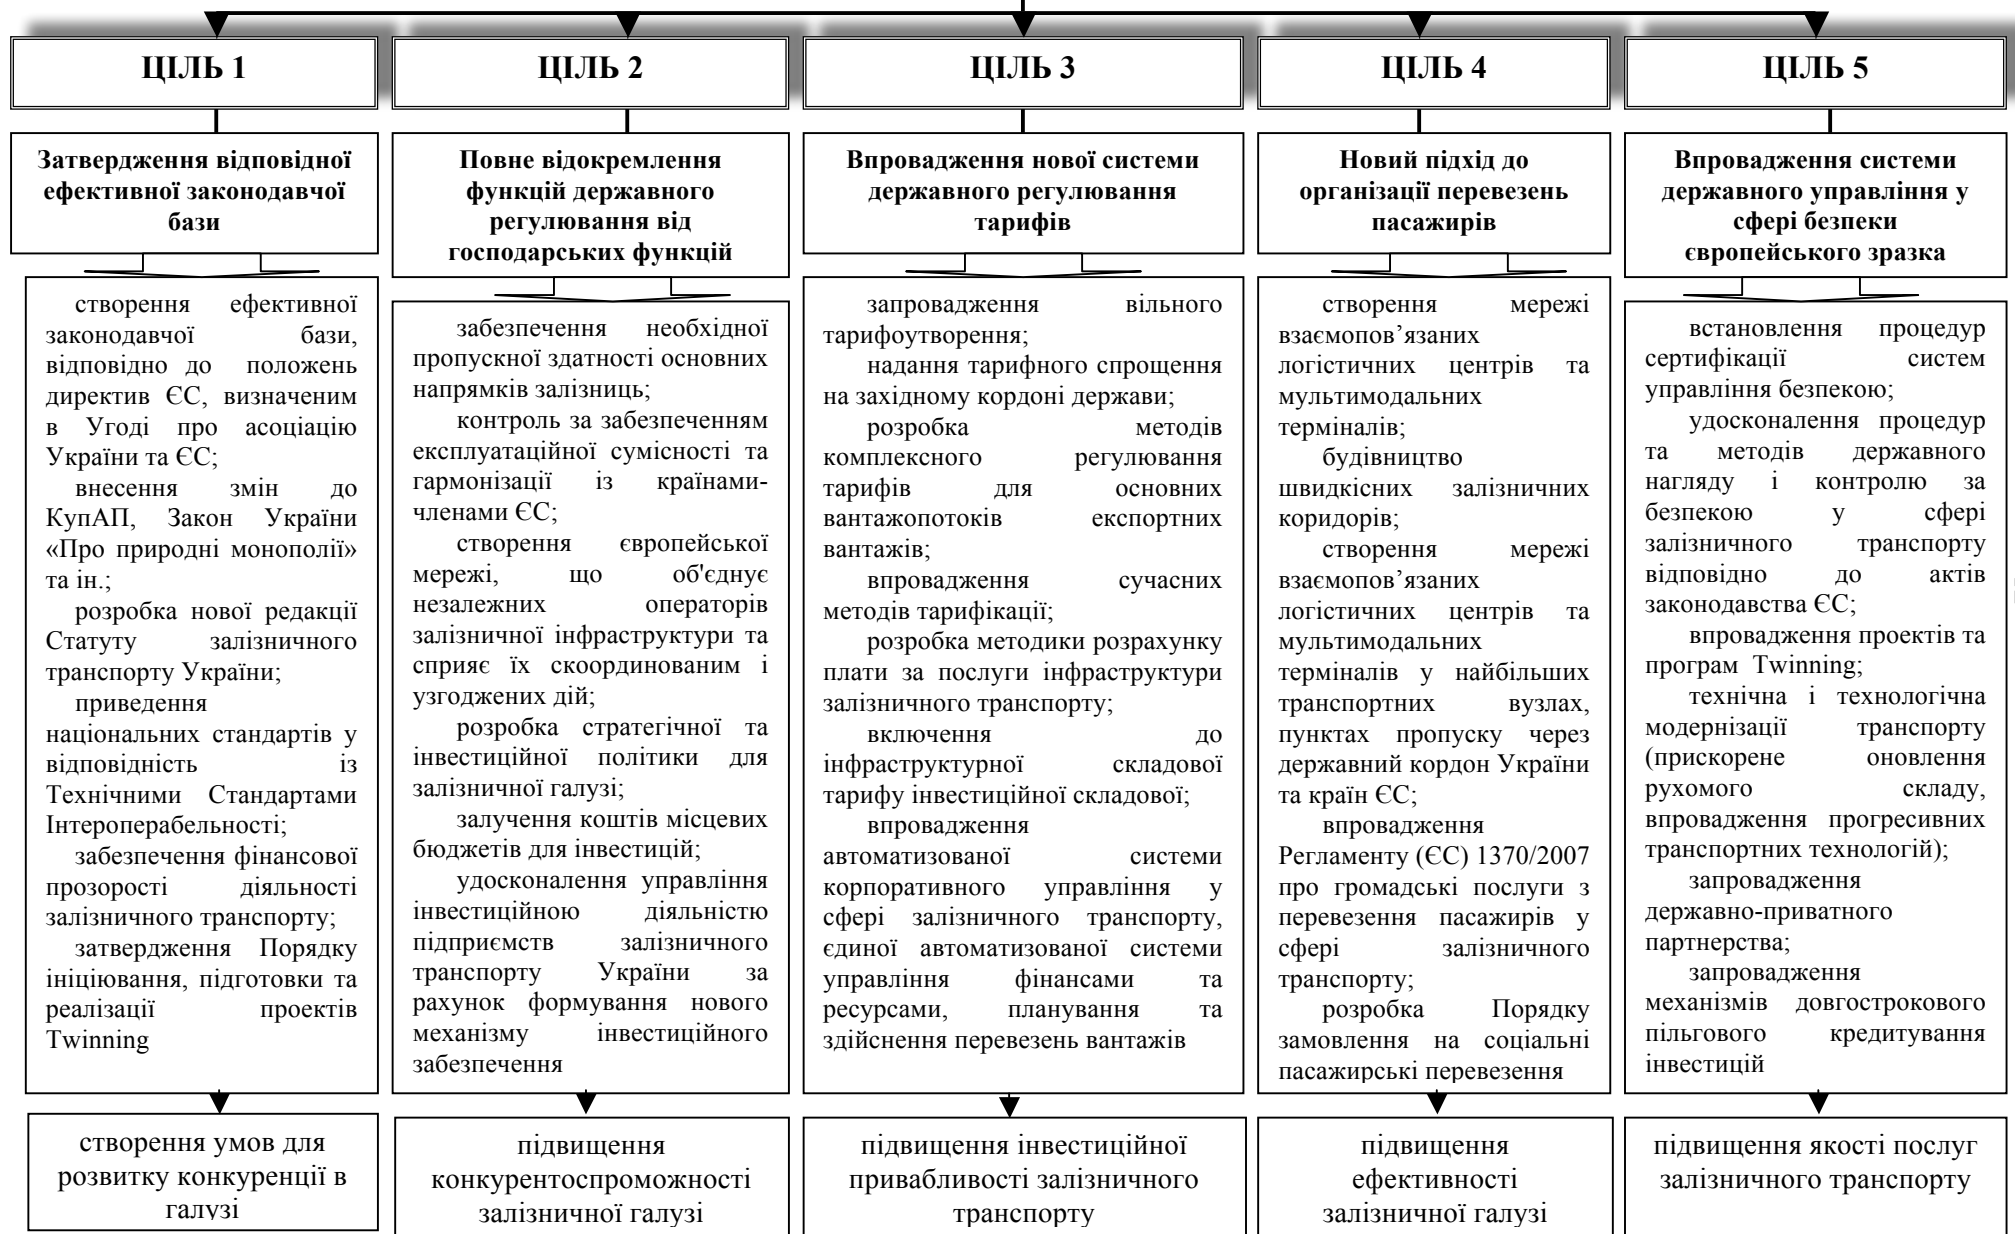 ЦІЛЬ 1
Затвердження відповідної
ефективної законодавчої
бази
створення ефективної
законодавчої бази,
відповідно до положень
директив ЄС, визначеним
в Угоді про асоціацію
України та ЄС;
внесення змін до
КупАП, Закон України
«Про природні монополії»
та ін.;
розробка нової редакції
Статуту залізничного
транспорту України;
приведення
національних стандартів у
відповідність із
Технічними Стандартами
Інтероперабельності;
забезпечення фінансової
прозорості діяльності
залізничного транспорту;
затвердження Порядку
ініціювання, підготовки та
реалізації проектів
Twinning
створення умов для
розвитку конкуренції в
галузі
ЦІЛЬ 2
Повне відокремлення
функцій державного
регулювання від
господарських функцій
забезпечення необхідної
пропускної здатності основних
напрямків залізниць;
контроль за забезпеченням
експлуатаційної сумісності та
гармонізації із країнами-
членами ЄС;
створення європейської
мережі, що об'єднує
незалежних операторів
залізничної інфраструктури та
сприяє їх скоординованим і
узгоджених дій;
розробка стратегічної та
інвестиційної політики для
залізничної галузі;
залучення коштів місцевих
бюджетів для інвестицій;
удосконалення управління
інвестиційною діяльністю
підприємств залізничного
транспорту України за
рахунок формування нового
механізму інвестиційного
забезпечення
підвищення
конкурентоспроможності
залізничної галузі
ЦІЛЬ 3
Впровадження нової системи
державного регулювання
тарифів
запровадження вільного
тарифоутворення;
надання тарифного спрощення
на західному кордоні держави;
розробка методів
комплексного регулювання
тарифів для основних
вантажопотоків експортних
вантажів;
впровадження сучасних
методів тарифікації;
розробка методики розрахунку
плати за послуги інфраструктури
залізничного транспорту;
включення до
інфраструктурної складової
тарифу інвестиційної складової;
впровадження
автоматизованої системи
корпоративного управління у
сфері залізничного транспорту,
єдиної автоматизованої системи
управління фінансами та
ресурсами, планування та
здійснення перевезень вантажів
підвищення інвестиційної
привабливості залізничного
транспорту
ЦІЛЬ 4
Новий підхід до
організації перевезень
пасажирів
створення мережі
взаємопов’язаних
логістичних центрів та
мультимодальних
терміналів;
будівництво
швидкісних залізничних
коридорів;
створення мережі
взаємопов’язаних
логістичних центрів та
мультимодальних
терміналів у найбільших
транспортних вузлах,
пунктах пропуску через
державний кордон України
та країн ЄС;
впровадження
Регламенту (ЄС) 1370/2007
про громадські послуги з
перевезення пасажирів у
сфері залізничного
транспорту;
розробка Порядку
замовлення на соціальні
пасажирські перевезення
підвищення
ефективності
залізничної галузі
ЦІЛЬ 5
Впровадження системи
державного управління у
сфері безпеки
європейського зразка
встановлення процедур
сертифікації систем
управління безпекою;
удосконалення процедур
та методів державного
нагляду і контролю за
безпекою у сфері
залізничного транспорту
відповідно до актів
законодавства ЄС;
впровадження проектів та
програм Twinning;
технічна і технологічна
модернізації транспорту
(прискорене оновлення
рухомого складу,
впровадження прогресивних
транспортних технологій);
запровадження
державно-приватного
партнерства;
запровадження
механізмів довгострокового
пільгового кредитування
інвестицій
підвищення якості послуг
залізничного транспорту